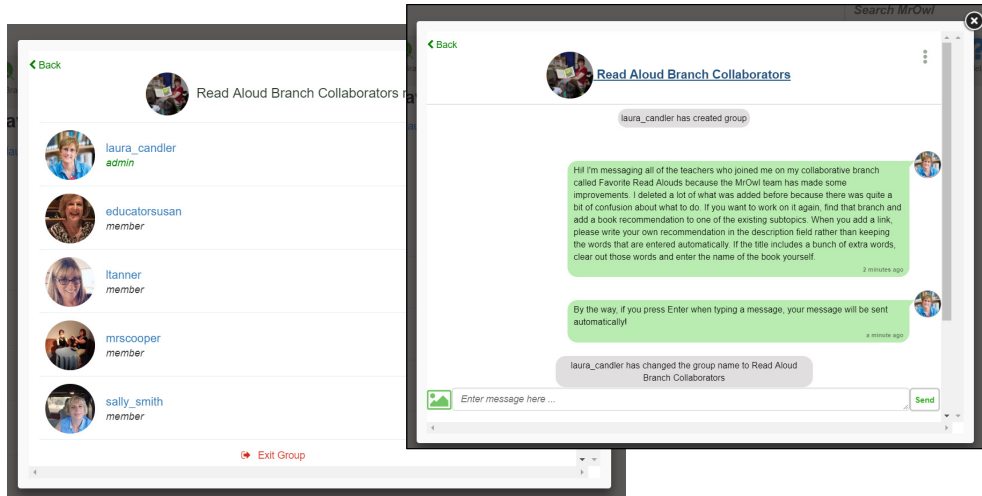 Search MrOwl
Back
Read Aloud Branch Collaborators
laura_candler
admin
educatorsusan
member
ltanner
member
mrscooper
member
sally_smith
member
Exit Group
Back
Read Aloud Branch Collaborators
laura_candler has created group
Hi! I'm messaging all of the teachers who joined me on my collaborative branch
called Favorite Read Alouds because the MrOwl team has made some
improvements. I deleted a lot of what was added before because there was quite a
bit of confusion about what to do. If you want to work on it again, find that branch and
add a book recommendation to one of the existing subtopics. When you add a link,
please write your own recommendation in the description field rather than keeping
the words that are entered automatically. If the title includes a bunch of extra words,
clear out those words and enter the name of the book yourself.
2 minutes ago
By the way, if you press Enter when typing a message, your message will be sent
automatically!
a minute ago
laura_candler has changed the group name to Read Aloud
Branch Collaborators
Enter message here ...
Send